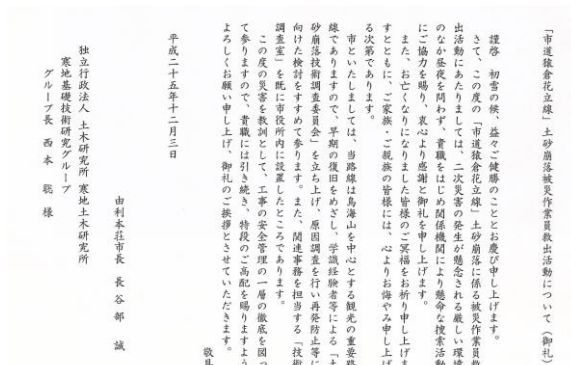 「市道猿倉花立線」土砂崩落被災作業員救出活動について（御礼）
謹啓　初雪の候、益々ご健勝のこととお慶び申し上げます。
さて、この度の「市道猿倉花立線」土砂崩落に係る被災作業員救
出活動にあたりましては、二次災害の発生が懸念される厳しい環境
のなか昼夜を問わず、貴職をはじめ関係機関により懸命な捜索活動
にご協力を賜り、衷心より感謝と御礼を申し上げます。
また、お亡くなりになりました皆様のご冥福をお祈り申し上げま
すとともに、ご家族・ご親族の皆様には、心よりお悔やみ申し上げ
る次第であります。
市といたしましては、当路線は鳥海山を中心とする観光の重要路
線でありますので、早期の復旧をめざし、学識経験者等による「土
砂崩落技術調査委員会」を立ち上げ、原因調査を行い再発防止等に
向けた検討をすすめて参ります。また、関連事務を担当する「技術
調査室」を既に市役所内に設置したところであります。
この度の災害を教訓として、工事の安全管理の一層の徹底を図っ
て参りますので、貴職には引き続き、特段のご高配を賜りますよう
よろしくお願い申し上げ、御礼のご挨拶とさせていただきます。
敬具
平成二十五年十二月三日
由利本荘市長　長谷部　誠
独立行政法人　土木研究所　寒地土木研究所
寒地基礎技術研究グループ
グループ長　西本　聡　様